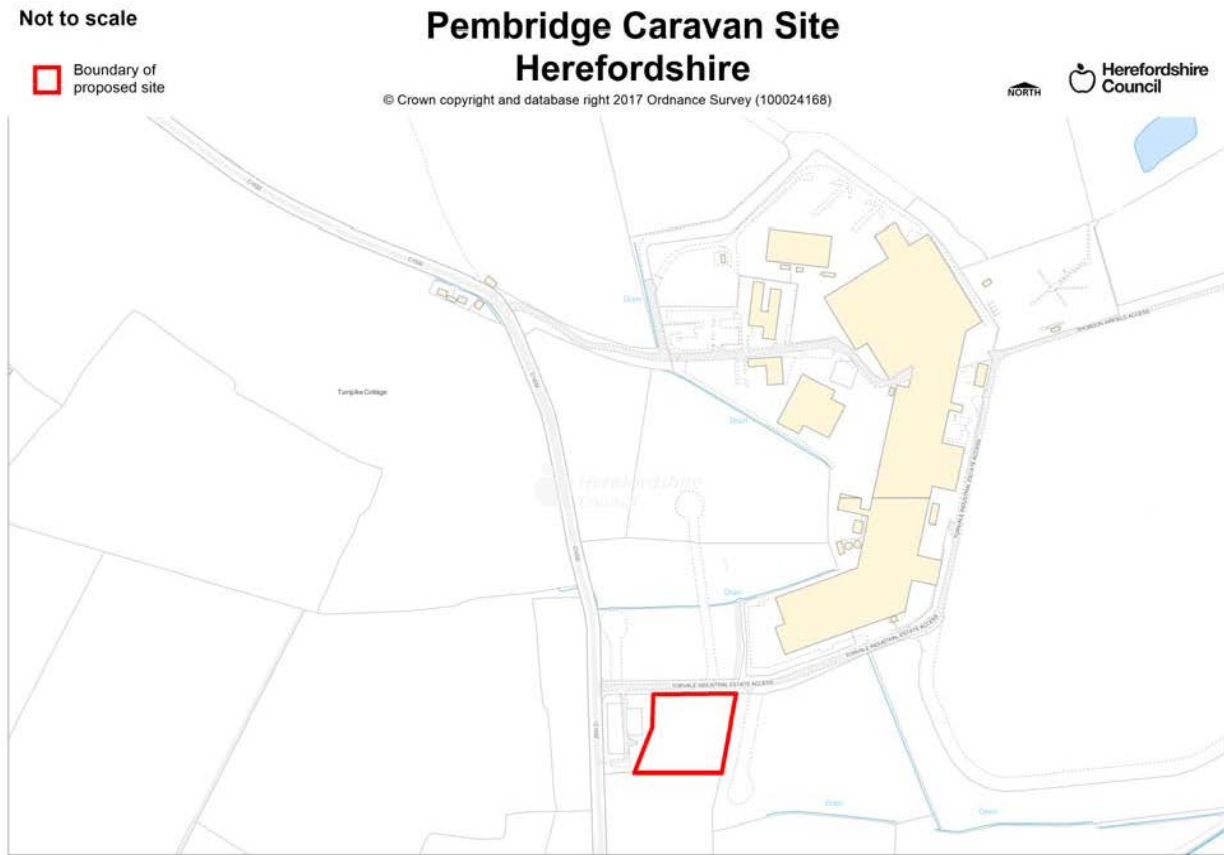 Not to scale
Boundary of
proposed site
Pembridge Caravan Site
Herefordshire
© Crown copyright and database right 2017 Ordnance Survey (100024168)
NORTH
Herefordshire
Council
Drain
SHOBDON AIRFIELD ACCESS
Turnpike Cottage
Drain
TORVALE INDUSTRIAL ESTATE ACCESS
Herefordshire
Council
Drain
TORVALE INDUSTRIAL ESTATE ACCESS
TORVALE INDUSTRIAL ESTATE ACCESS
Drain
Drain